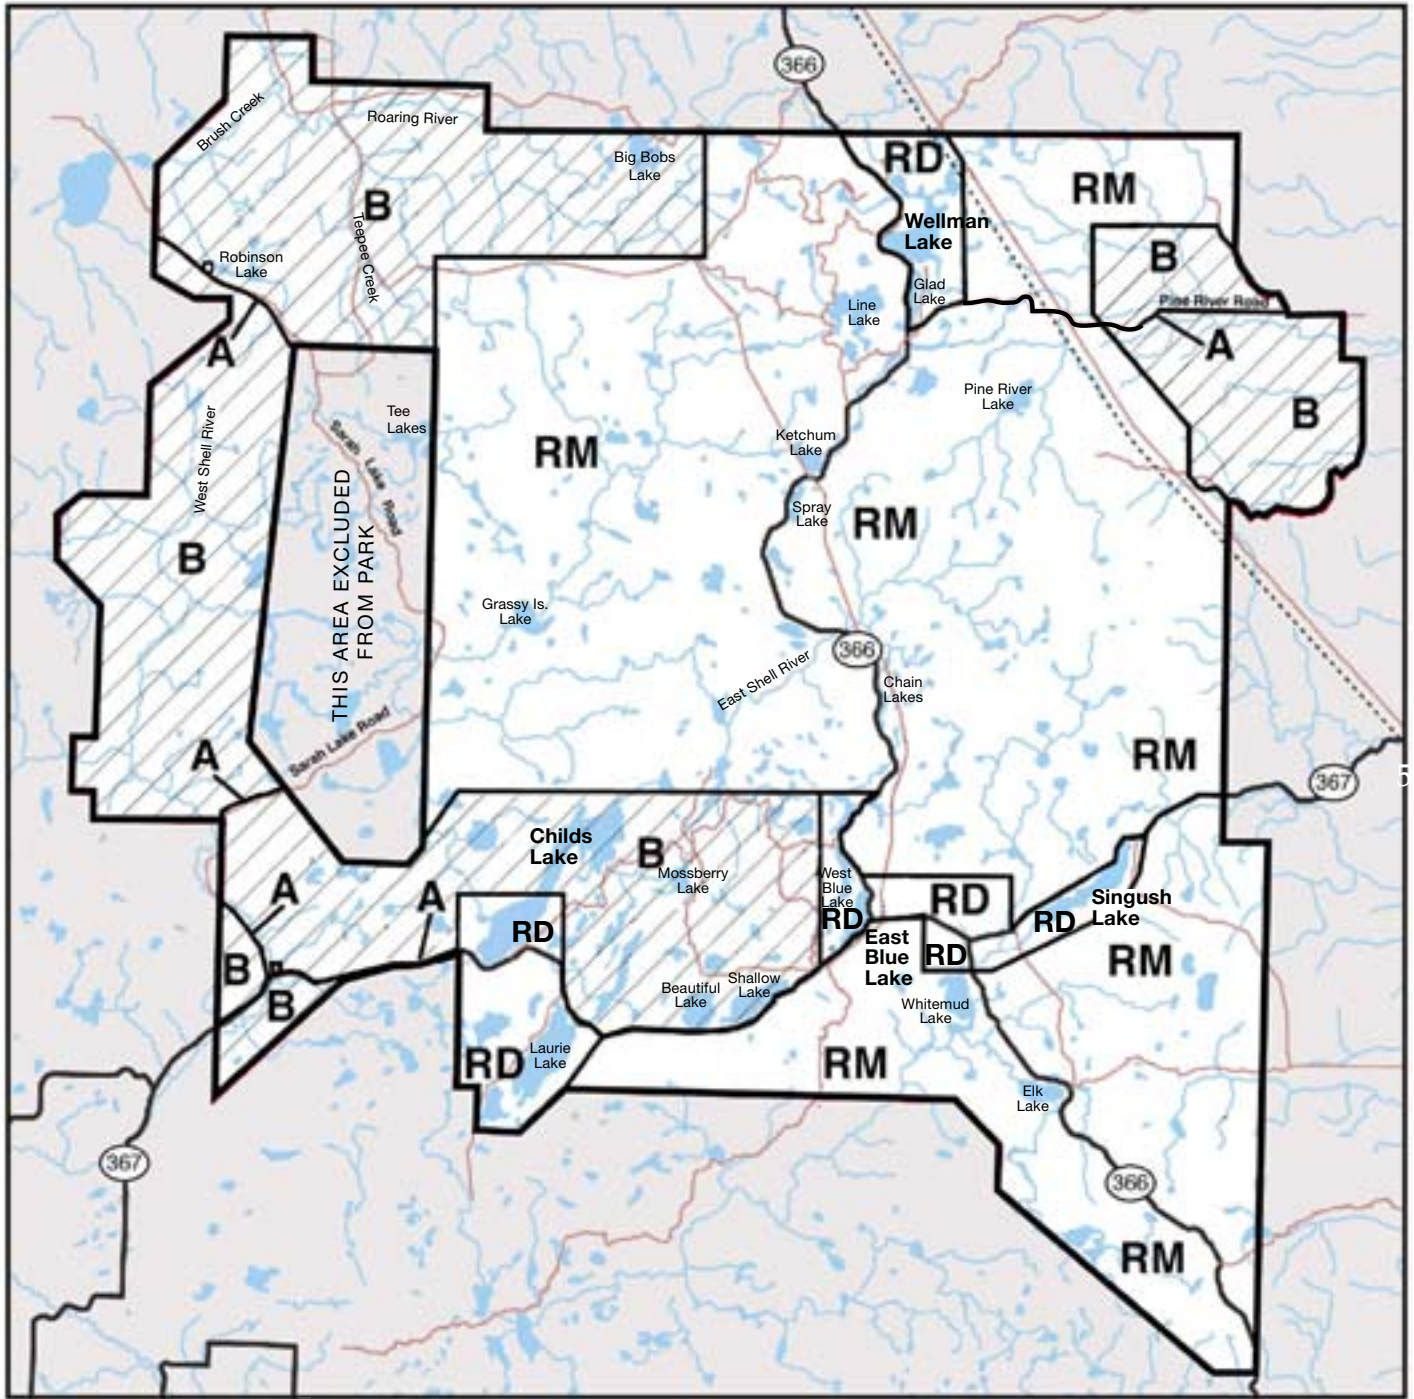 366
Brush Creek
Roaring River
RD
Big Bobs
Lake
RM
B
Teepee Creek
Wellman
Lake
B
Robinson
Lake
Glad
Lake
Pine River Road
Line
Lake
A
A
Pine River
Lake
Tee
Lakes
B
West Shell River
Sarah Lake Road
Ketchum
Lake
RM
Spray
Lake
RM
B
THIS AREA EXCLUDED
FROM PARK
Grassy Is.
Lake
366
East Shell River
Chain
Lakes
A
Sarah Lake Road
RM
367
5
Childs
Lake
B
Mossberry
Lake
West
Blue
Lake
A
A
RD
Singush
Lake
RD
RD
RD
East
Blue
Lake
RD
B
RM
Beautiful
Lake
Shallow
Lake
B
Whitemud
Lake
RD
Laurie
Lake
RM
Elk
Lake
367
366
RM